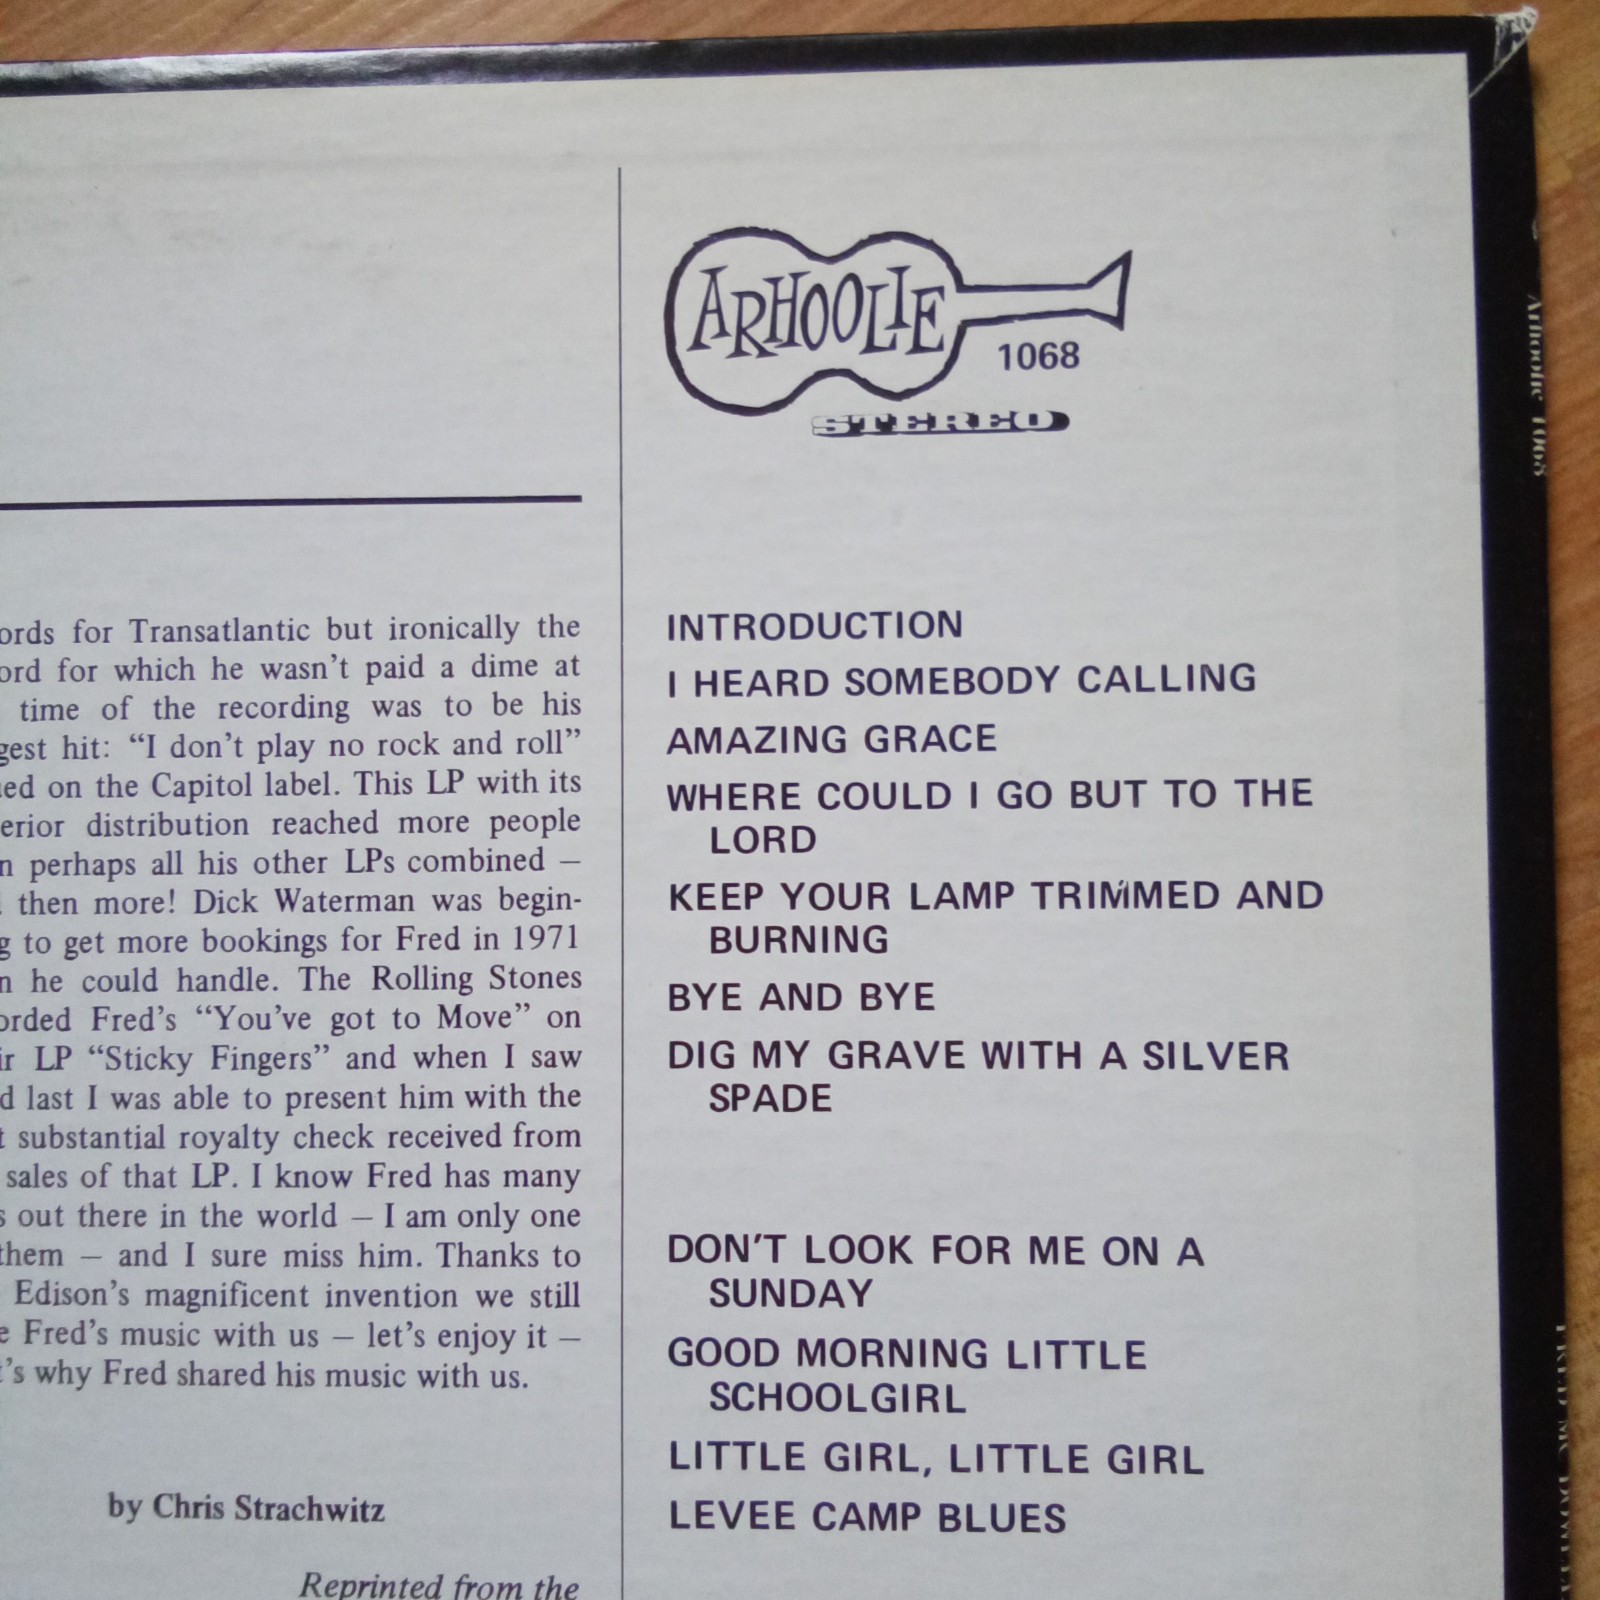 ARHOOLIE
1068
STEREO
for Transatlantic but ironically the
for which he wasn't paid a dime at
time of the recording was to be his
hit: “I don't play no rock and roll”
on the Capitol label. This LP with its
distribution reached more people
perhaps all his other LPs combined —
then more! Dick Waterman was begin-
to get more bookings for Fred in 1971
he could handle. The Rolling Stones
Fred's “You've got to Move” on
LP “Sticky Fingers” and when I saw
last I was able to present him with the
substantial royalty check received from
sales of that LP. I know Fred has many
out there in the world — I am only one
them — and I sure miss him. Thanks to
Edison's magnificent invention we still
Fred's music with us — let's enjoy it —
why Fred shared his music with us.
by Chris Strachwitz
Reprinted from the
INTRODUCTION
I HEARD SOMEBODY CALLING
AMAZING GRACE
WHERE COULD I GO BUT TO THE
LORD
KEEP YOUR LAMP TRIMMED AND
BURNING
BYE AND BYE
DIG MY GRAVE WITH A SILVER
SPADE
DON'T LOOK FOR ME ON A
SUNDAY
GOOD MORNING LITTLE
SCHOOLGIRL
LITTLE GIRL, LITTLE GIRL
LEVEE CAMP BLUES
Arhoolie 1068